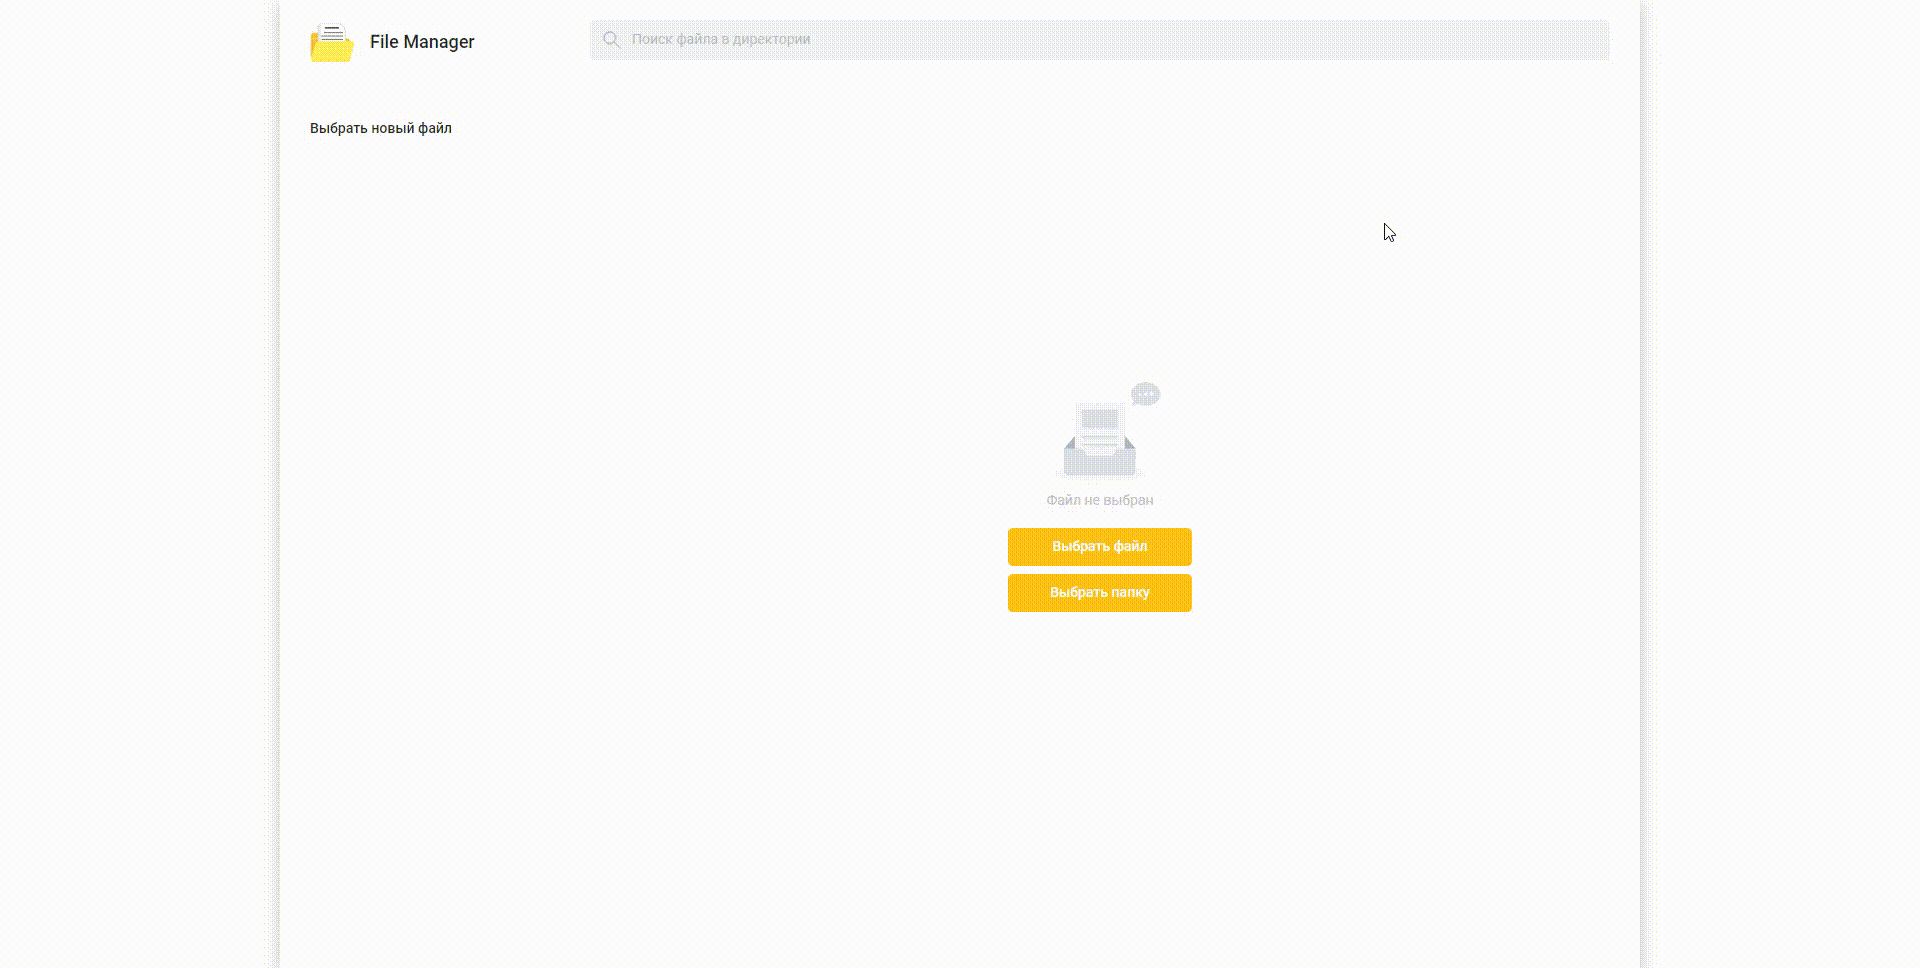 File Manager
Поиск файла в директории
Выбрать новый файл
Файл не выбран
Выбрать файл
Выбрать папку